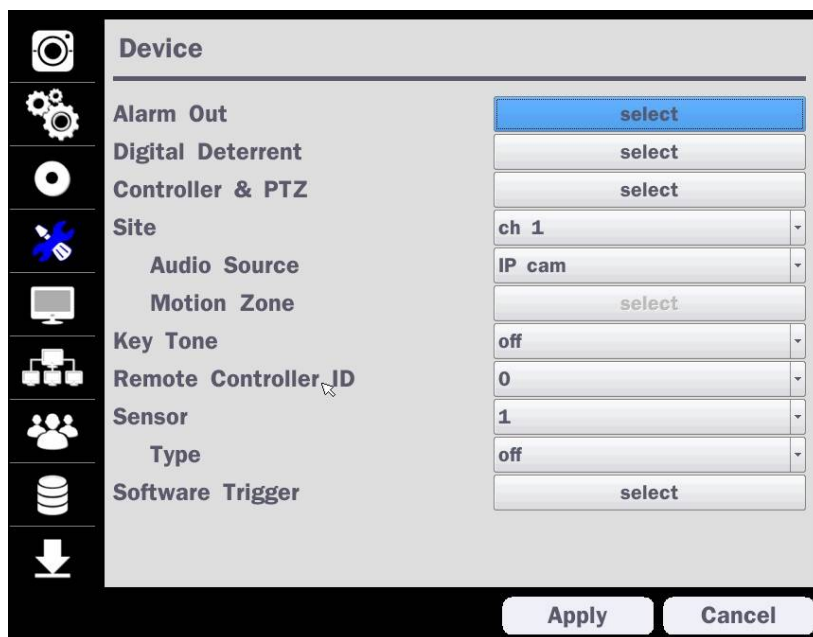 Device
Alarm Out select
Digital Deterrent select
Controller & PTZ select
Site ch 1
Audio Source IP cam
Motion Zone select
Key Tone off
Remote Controller ID 0
Sensor 1
Type off
Software Trigger select
Apply Cancel